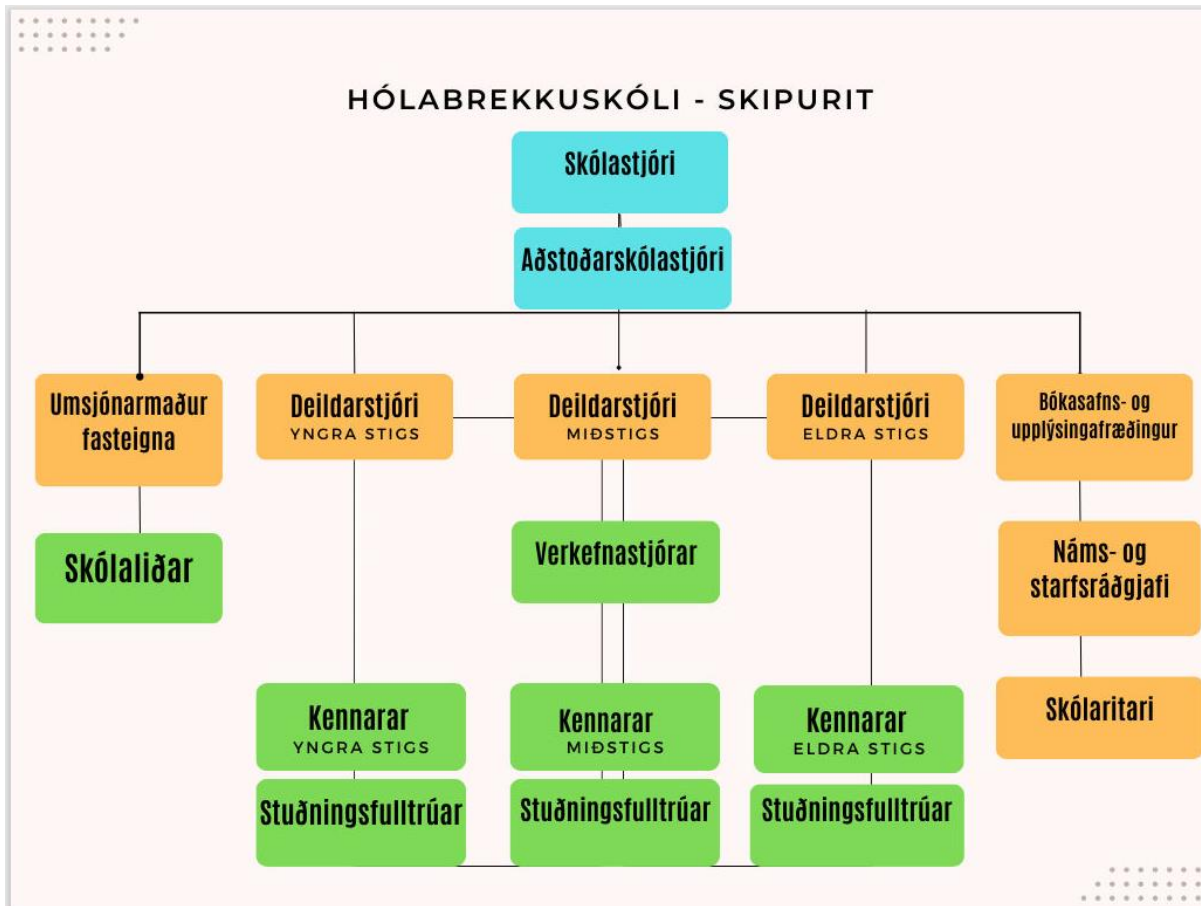 HÓLABREKKUSKÓLI - SKIPURIT
Skólastjóri
Aðstoðarskólastjóri
Umsjónarmaður
fasteigna
Deildarstjóri
YNGRA STIGS
Deildarstjóri
MIÐSTIGS
Deildarstjóri
ELDRA STIGS
Bókasafns- og
upplýsingafræðingur
Skólaliðar
Verkefnastjórar
Náms- og
starfsráðgjafi
Kennarar
YNGRA STIGS
Kennarar
MIÐSTIGS
Kennarar
ELDRA STIGS
Skólaritari
Stuðningsfulltrúar
Stuðningsfulltrúar
Stuðningsfulltrúar